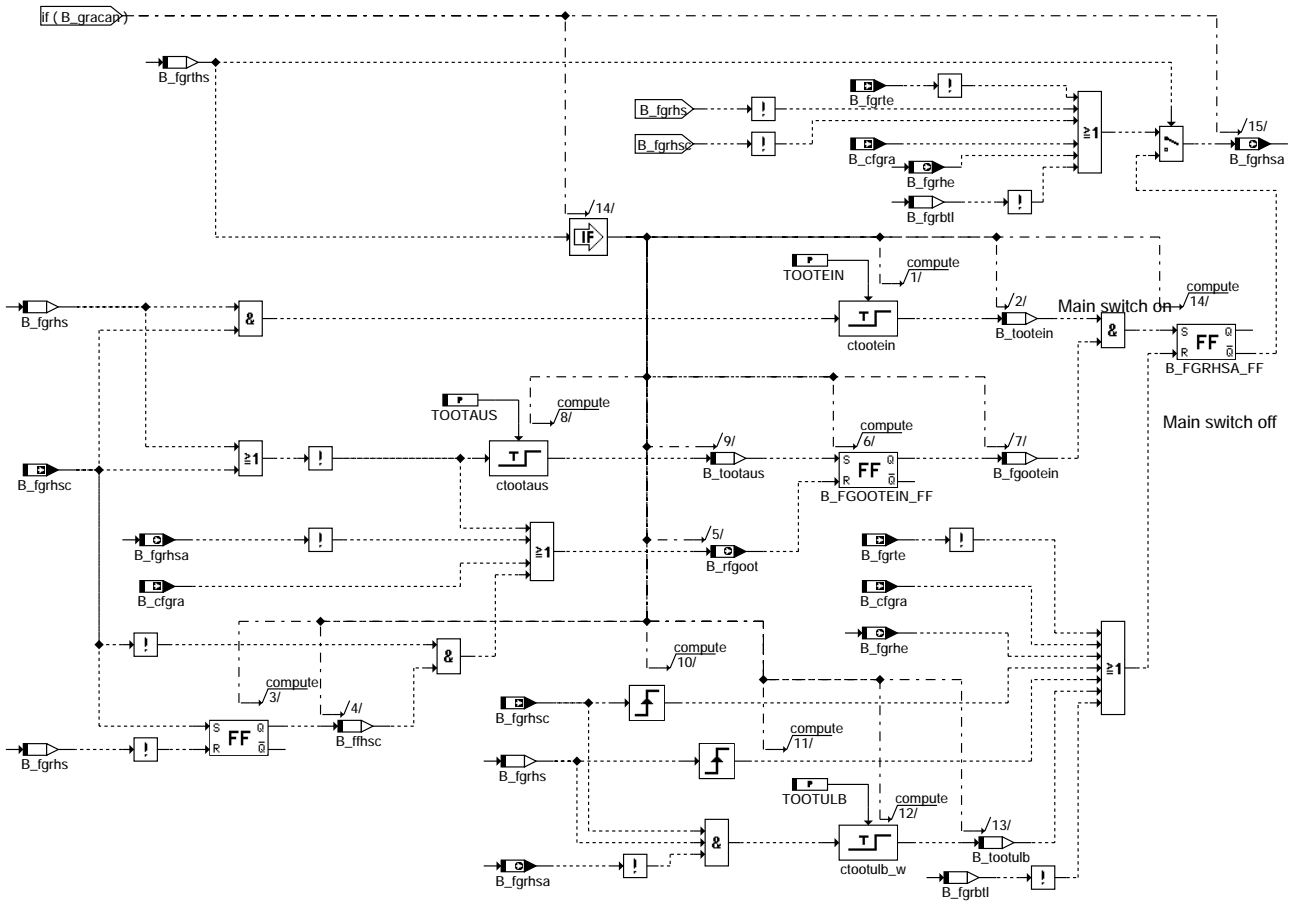 if ( B_gracan )
B_fgrths
B_fgrte
!
B_fgrhs
!
B_fgrhsc
!
≥1
/15/
B_fgrhsa
B_cfgra
B_fgrhe
B_fgrbtl
!
/14/
IF
P
TOOTEIN
compute
1/
/2/
compute
14/
Main switch on
B_fgrhs
&
T
ctootein
B_tootein
&
S Q
FF
R Q
B_FGRHSA_FF
P
TOOTAUS
compute
8/
Main switch off
compute
6/
/9/
/7/
B_fgrhsc
≥1
!
T
ctootaus
B_tootaus
S Q
FF
R Q
B_FGOOTEIN_FF
B_fgootein
B_fgrhsa
!
≥1
/5/
B_rfgoot
B_fgrte
!
B_cfgra
B_cfgra
B_fgrhe
!
&
≥1
compute
10/
compute
3/
/4/
B_fgrhsc
S Q
FF
R Q
B_ffhsc
B_fgrhs
!
compute
11/
B_fgrhs
P
TOOTULB
compute
12/
/13/
&
T
ctootulb_w
B_tootulb
B_fgrhsa
!
B_fgrbtl
!